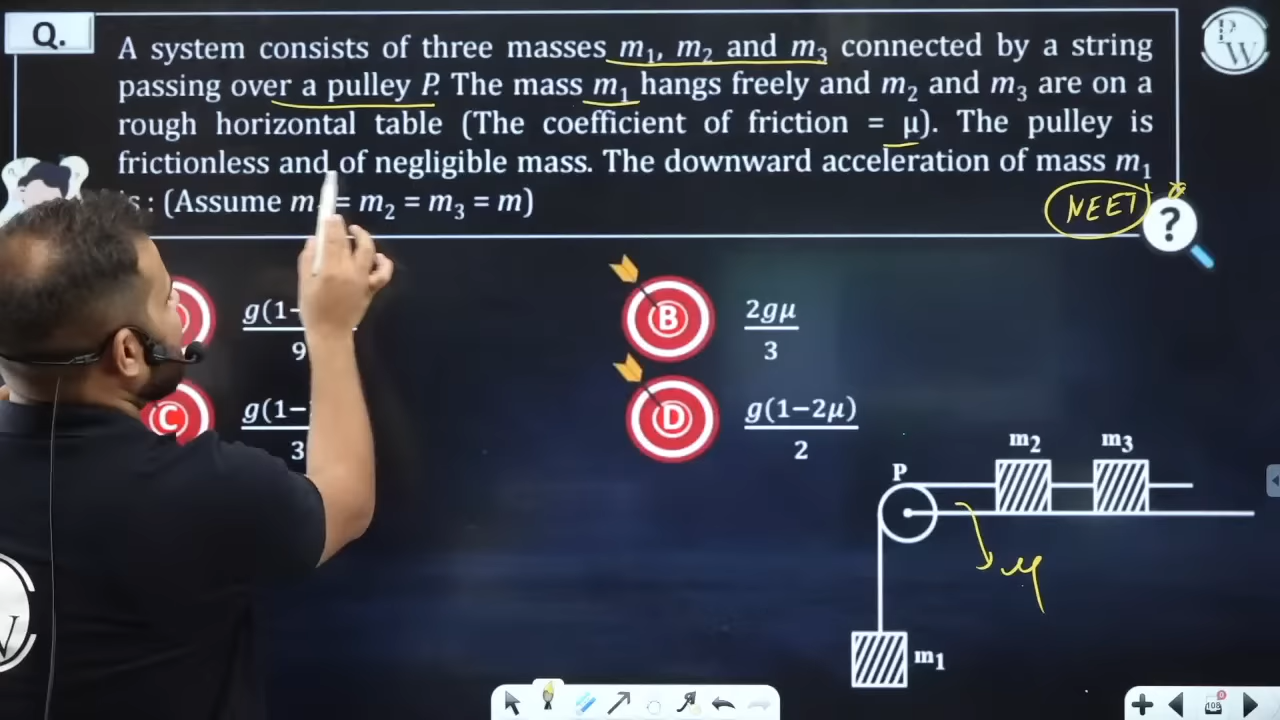 Q.
A system consists of three masses m₁, m₂ and m₃ connected by a string
passing over a pulley P. The mass m₁ hangs freely and m₂ and m₃ are on a
rough horizontal table (The coefficient of friction = μ). The pulley is
frictionless and of negligible mass. The downward acceleration of mass m₁
: (Assume m = m₂ = m₃ = m)
NEET
?
P
W
g(1-
9
B
2gμ
3
C
g(1-
3
D
g(1−2μ)
2
m₂
m₃
P
μ
m₁
W
108